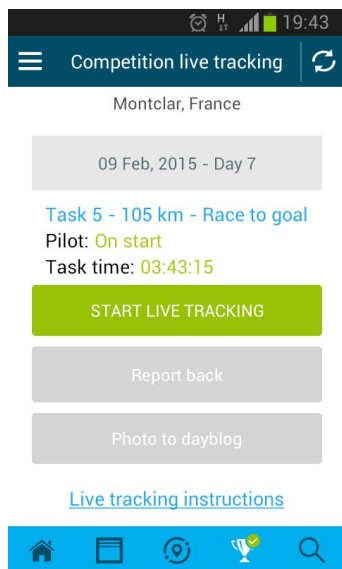 H 19:43
Competition live tracking
Montclar, France
09 Feb, 2015 - Day 7
Task 5 - 105 km - Race to goal
Pilot: On start
Task time: 03:43:15
START LIVE TRACKING
Report back
Photo to dayblog
Live tracking instructions